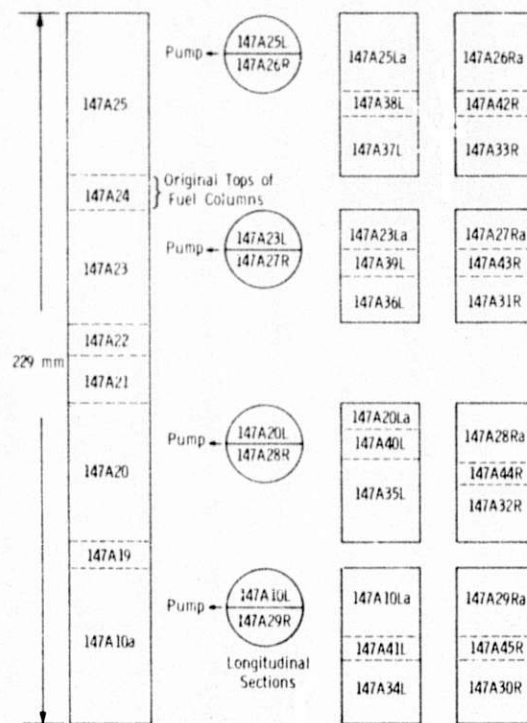 147A25
147A24
147A23
147A22
147A21
147A20
147A19
147A10a
229 mm
Original Tops of
Fuel Columns
Pump
147A25L
147A26R
Pump
147A23L
147A27R
Pump
147A20L
147A28R
Pump
147A10L
147A29R
Longitudinal
Sections
147A25La
147A38L
147A37L
147A26Ra
147A42R
147A33R
147A23La
147A39L
147A36L
147A27Ra
147A43R
147A31R
147A20La
147A40L
147A35L
147A28Ra
147A44R
147A32R
147A10La
147A41L
147A34L
147A29Ra
147A45R
147A30R